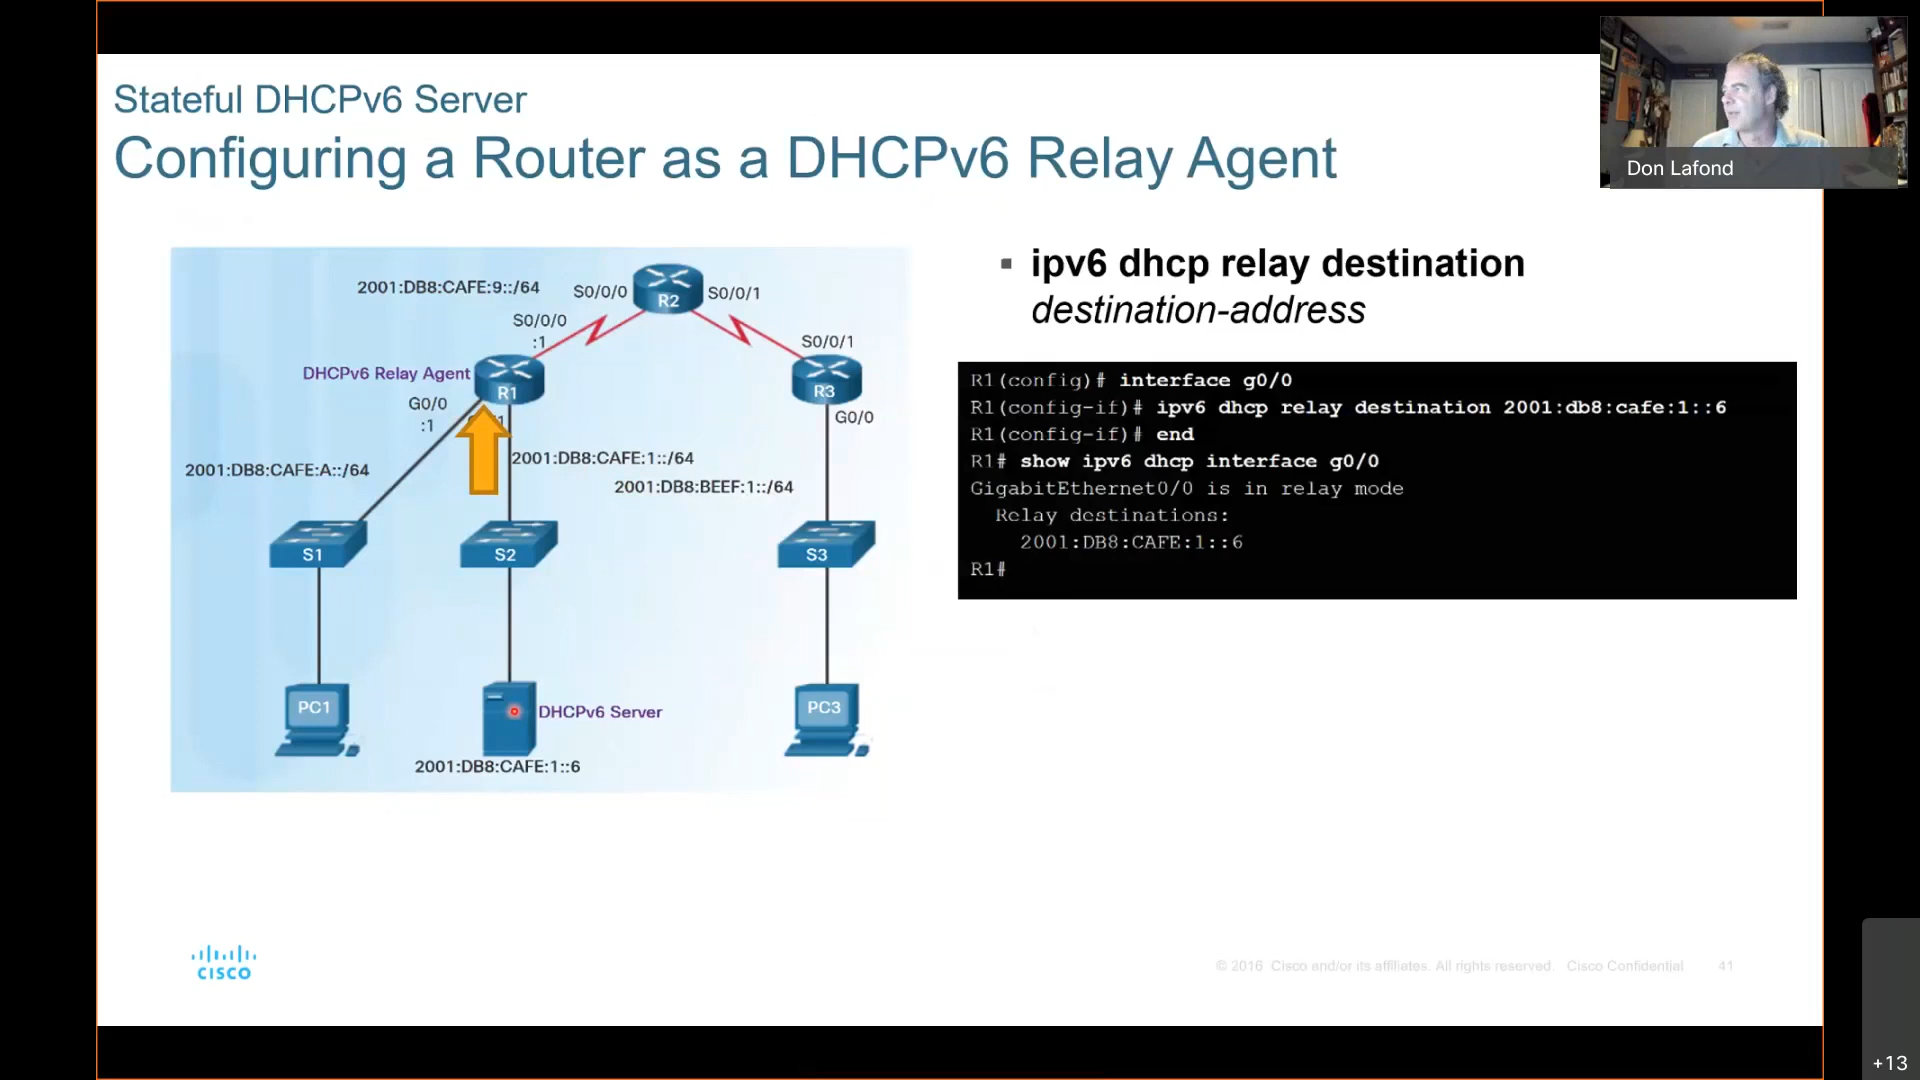 Stateful DHCPv6 Server
Configuring a Router as a DHCPv6 Relay Agent
Don Lafond
2001:DB8:CAFE:9::/64
S0/0/0
R2
S0/0/1
S0/0/0
:1
S0/0/1
DHCPv6 Relay Agent
R1
R3
G0/0
:1
G0/0
2001:DB8:CAFE:A::/64
2001:DB8:CAFE:1::/64
2001:DB8:BEEF:1::/64
S1
S2
S3
PC1
DHCPv6 Server
PC3
2001:DB8:CAFE:1::6
▪ ipv6 dhcp relay destination
destination-address
R1(config)# interface g0/0
R1(config-if)# ipv6 dhcp relay destination 2001:db8:cafe:1::6
R1(config-if)# end
R1# show ipv6 dhcp interface g0/0
GigabitEthernet0/0 is in relay mode
Relay destinations:
2001:DB8:CAFE:1::6
R1#
CISCO
© 2016 Cisco and/or its affiliates. All rights reserved. Cisco Confidential 41
+13